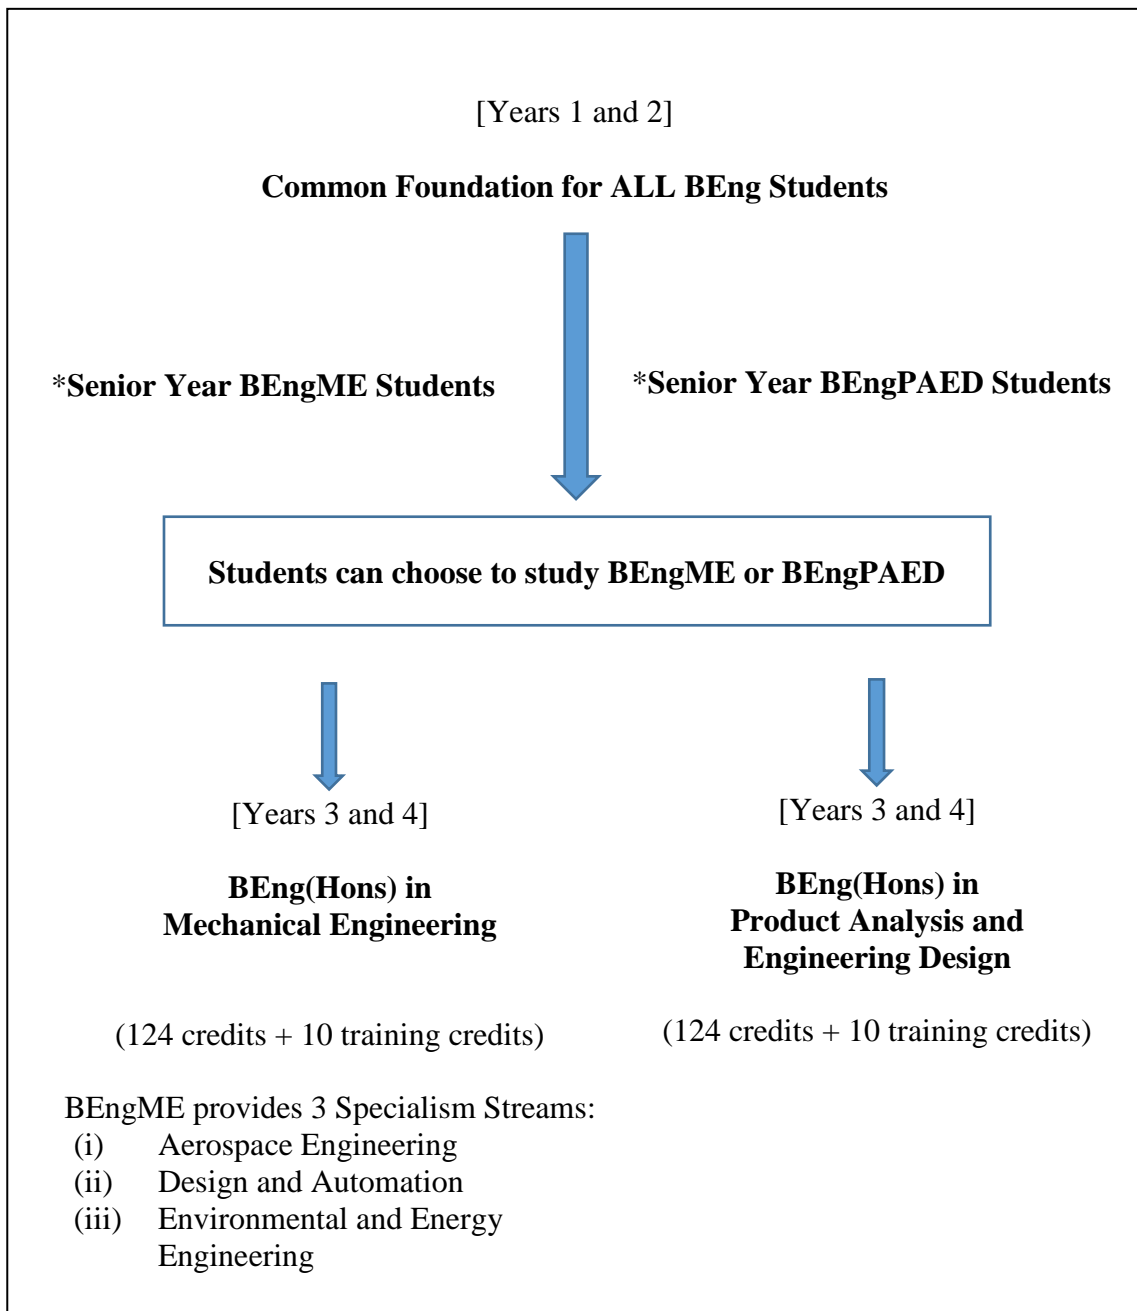 [Years 1 and 2]
Common Foundation for ALL BEng Students
*Senior Year BEngME Students
*Senior Year BEngPAED Students
Students can choose to study BEngME or BEngPAED
[Years 3 and 4]
BEng(Hons) in
Mechanical Engineering
(124 credits + 10 training credits)
BEngME provides 3 Specialism Streams:
(i) Aerospace Engineering
(ii) Design and Automation
(iii) Environmental and Energy
Engineering
[Years 3 and 4]
BEng(Hons) in
Product Analysis and
Engineering Design
(124 credits + 10 training credits)